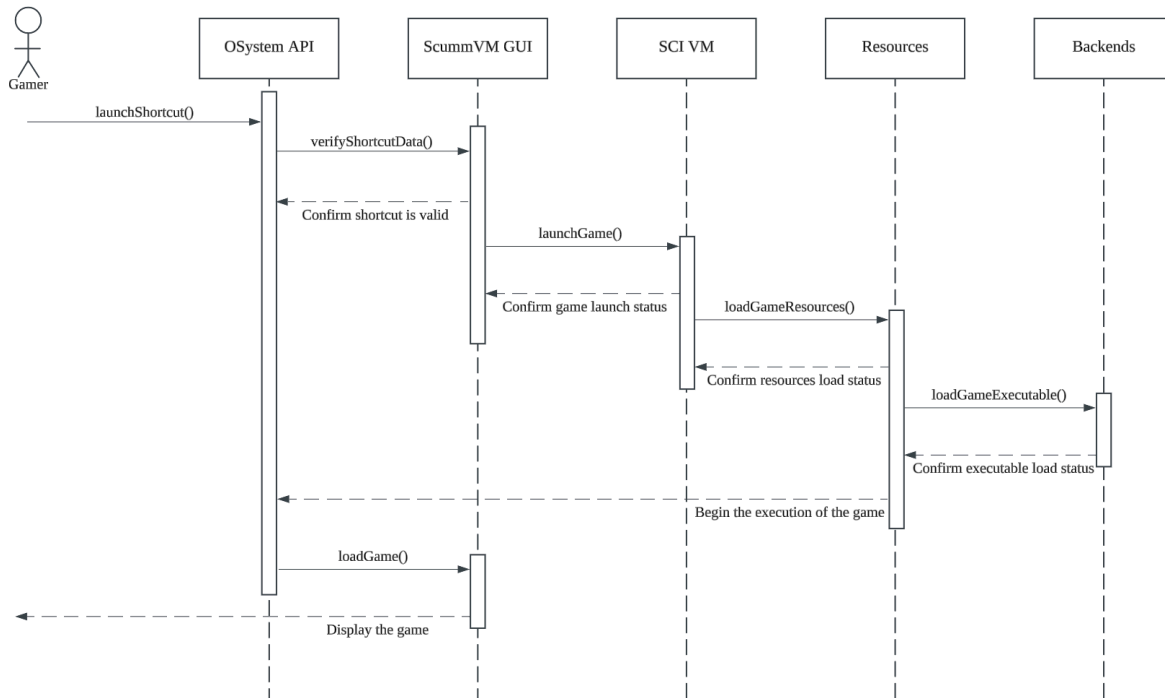 OSystem API
ScummVM GUI
SCI VM
Resources
Backends
Gamer
launchShortcut()
verifyShortcutData()
Confirm shortcut is valid
launchGame()
Confirm game launch status
loadGameResources()
Confirm resources load status
loadGameExecutable()
Confirm executable load status
Begin the execution of the game
loadGame()
Display the game